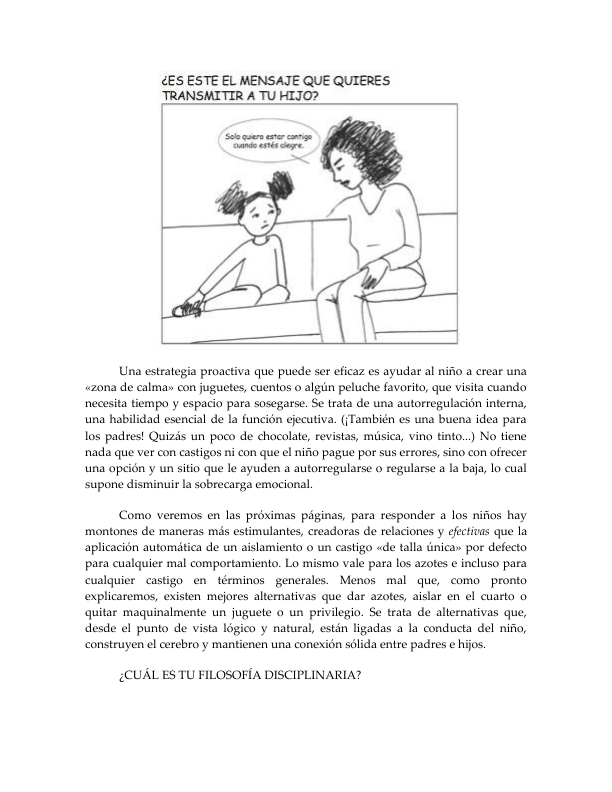 ¿ES ESTE EL MENSAJE QUE QUIERES
TRANSMITIR A TU HIJO?
Solo quiero estar contigo
cuando estés alegre.
Una estrategia proactiva que puede ser eficaz es ayudar al niño a crear una
«zona de calma» con juguetes, cuentos o algún peluche favorito, que visita cuando
necesita tiempo y espacio para sosegarse. Se trata de una autorregulación interna,
una habilidad esencial de la función ejecutiva. (¡También es una buena idea para
los padres! Quizás un poco de chocolate, revistas, música, vino tinto...) No tiene
nada que ver con castigos ni con que el niño pague por sus errores, sino con ofrecer
una opción y un sitio que le ayuden a autorregularse o regularse a la baja, lo cual
supone disminuir la sobrecarga emocional.
Como veremos en las próximas páginas, para responder a los niños hay
montones de maneras más estimulantes, creadoras de relaciones y efectivas que la
aplicación automática de un aislamiento o un castigo «de talla única» por defecto
para cualquier mal comportamiento. Lo mismo vale para los azotes e incluso para
cualquier castigo en términos generales. Menos mal que, como pronto
explicaremos, existen mejores alternativas que dar azotes, aislar en el cuarto o
quitar maquinalmente un juguete o un privilegio. Se trata de alternativas que,
desde el punto de vista lógico y natural, están ligadas a la conducta del niño,
construyen el cerebro y mantienen una conexión sólida entre padres e hijos.
¿CUÁL ES TU FILOSOFÍA DISCIPLINARIA?